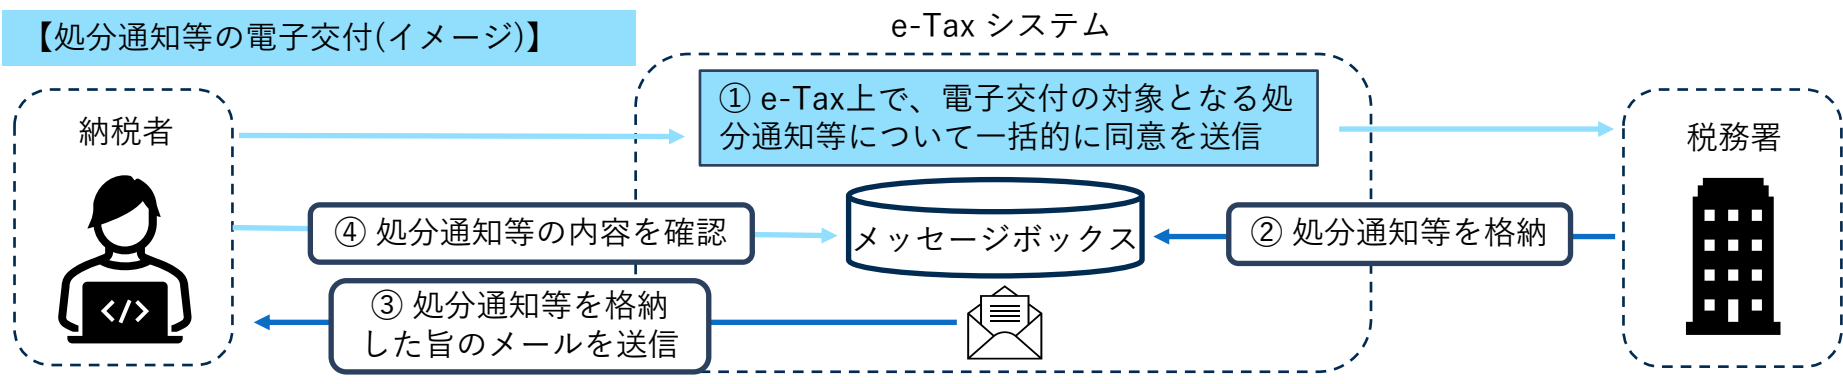 【処分通知等の電子交付(イメージ)】
e-Tax システム
納税者
① e-Tax上で、電子交付の対象となる処
分通知等について一括的に同意を送信
税務署
④ 処分通知等の内容を確認
メッセージボックス
② 処分通知等を格納
③ 処分通知等を格納
した旨のメールを送信